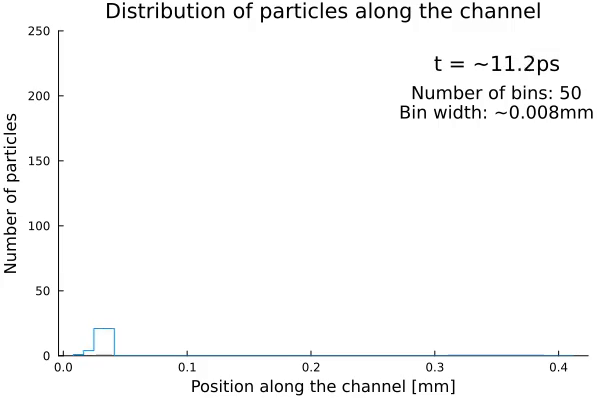 Distribution of particles along the channel
250
t = ~11.2ps
Number of bins: 50
Bin width: ~0.008mm
200
150
100
50
0
Number of particles
0.0 0.1 0.2 0.3 0.4
Position along the channel [mm]